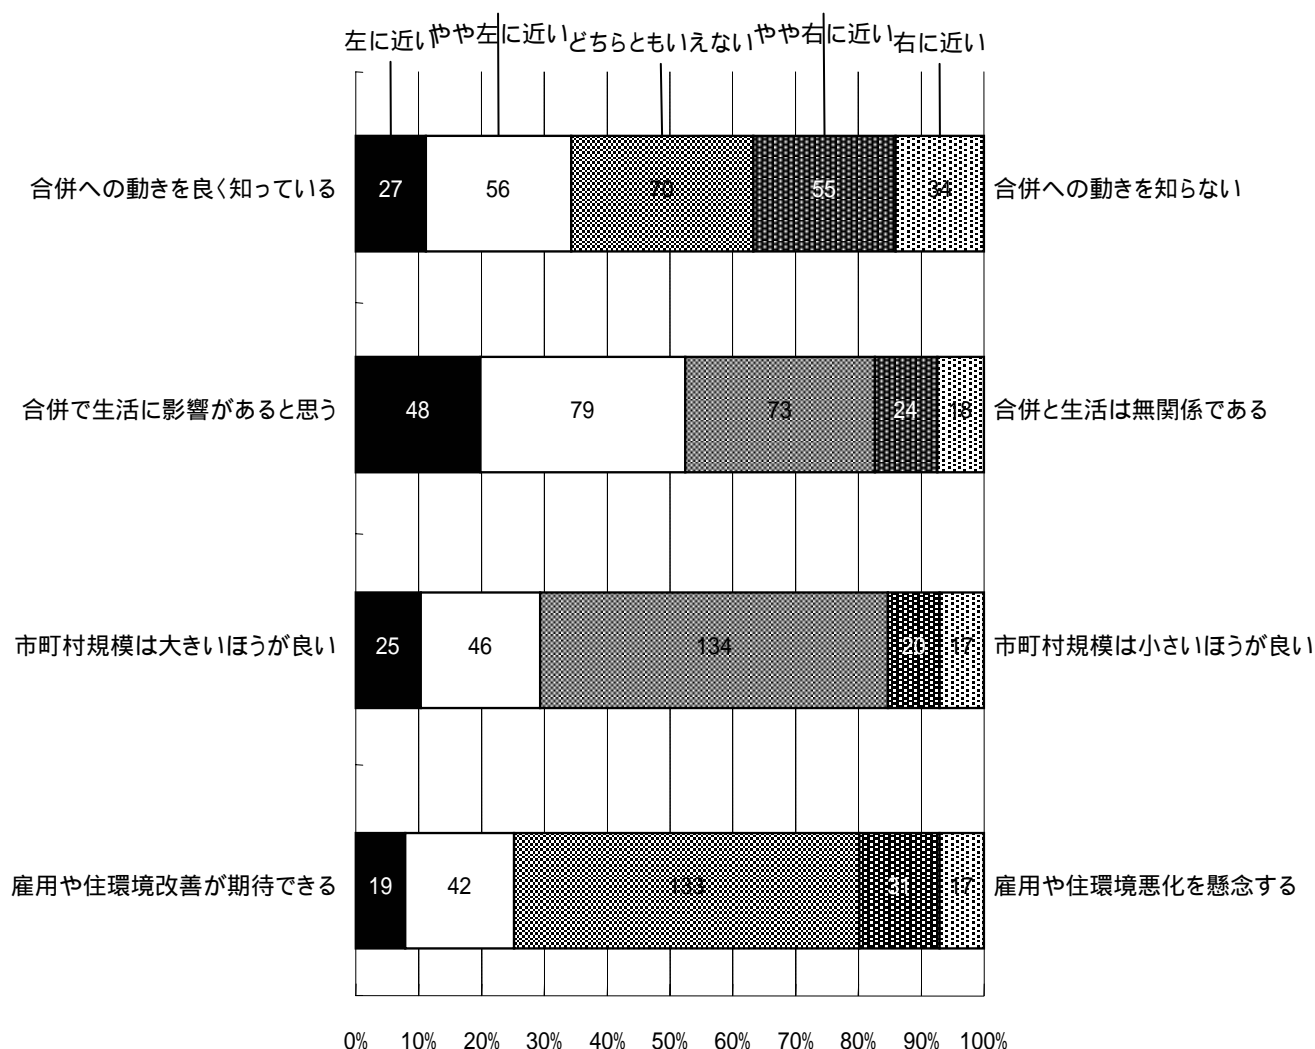 左に近い やや左に近い どちらともいえない やや右に近い 右に近い
合併への動きを良く知っている 27 56 70 55 34 合併への動きを知らない
合併で生活に影響があると思う 48 79 73 24 18 合併と生活は無関係である
市町村規模は大きいほうが良い 25 46 134 20 17 市町村規模は小さいほうが良い
雇用や住環境改善が期待できる 19 42 133 31 17 雇用や住環境悪化を懸念する
0% 10% 20% 30% 40% 50% 60% 70% 80% 90% 100%